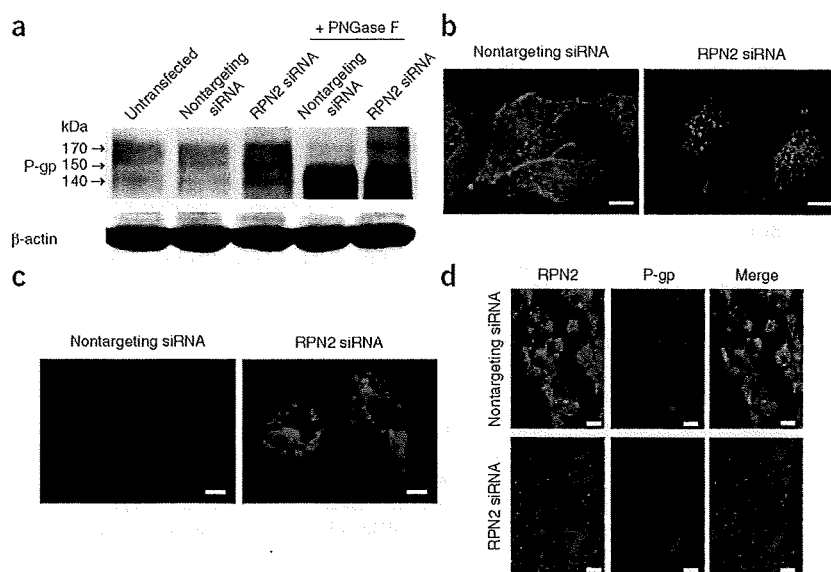 a
+ PNGase F
Untransfected
Nontargeting siRNA
RPN2 siRNA
Nontargeting siRNA
RPN2 siRNA
kDa
P-gp
170
150
140
β-actin
b
Nontargeting siRNA
RPN2 siRNA
c
Nontargeting siRNA
RPN2 siRNA
d
RPN2 P-gp Merge
Nontargeting siRNA
RPN2 siRNA